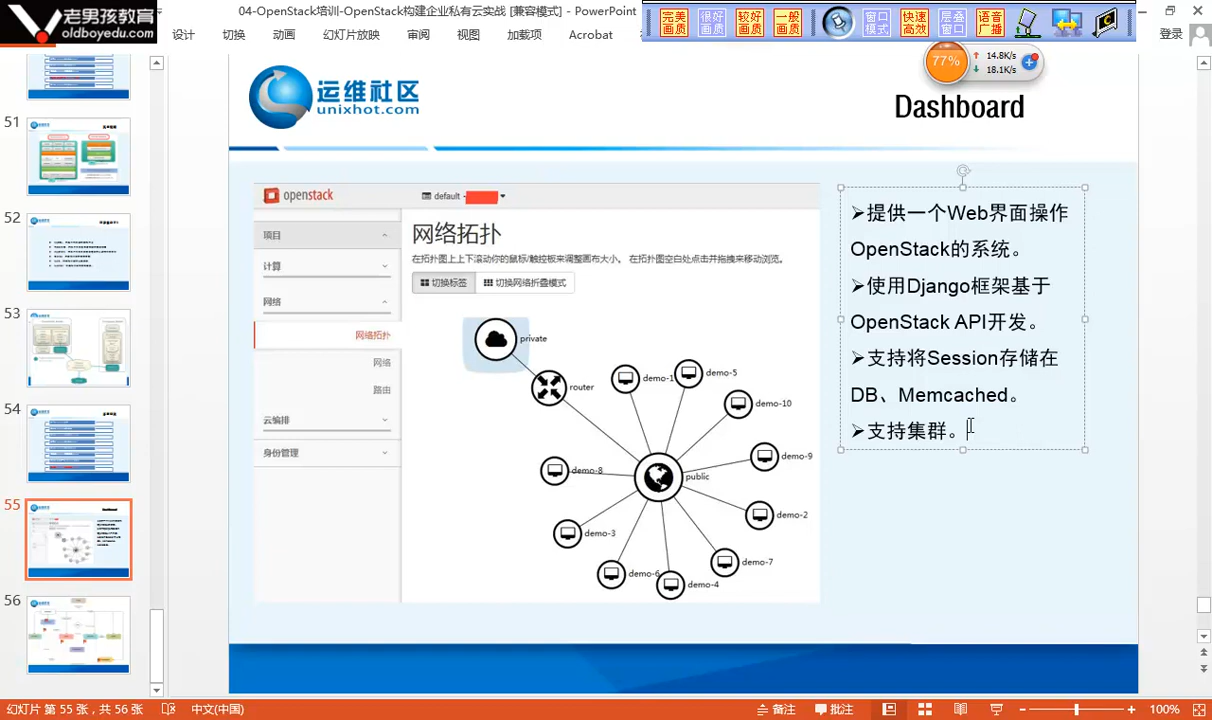 老男孩教育
oldboyedu.com
04-OpenStack培训-OpenStack构建企业私有云实战 [兼容模式] - PowerPoint
完美画质
很好画质
较好画质
一般画质
窗口模式
快速高效
层叠窗口
语音广播
设计
切换
动画
幻灯片放映
审阅
视图
加载项
Acrobat
登录
77%
14.8K/s
18.1K/s
运维社区
unixhot.com
Dashboard
51
52
53
54
55
56
openstack
default -
项目
计算
网络
网络拓扑
网络
路由
云编排
身份管理
网络拓扑
在拓扑图上上下滚动你的鼠标/触控板来调整画布大小。 在拓扑图空白处点击并拖拽来移动浏览。
切换标签
切换网络折叠模式
private
router
demo-1
demo-5
demo-10
demo-9
demo-8
public
demo-2
demo-3
demo-7
demo-6
demo-4
➢提供一个Web界面操作
OpenStack的系统。
➢使用Django框架基于
OpenStack API开发。
➢支持将Session存储在
DB、Memcached。
➢支持集群。
幻灯片 第 55 张，共 56 张
中文(中国)
备注
批注
100%